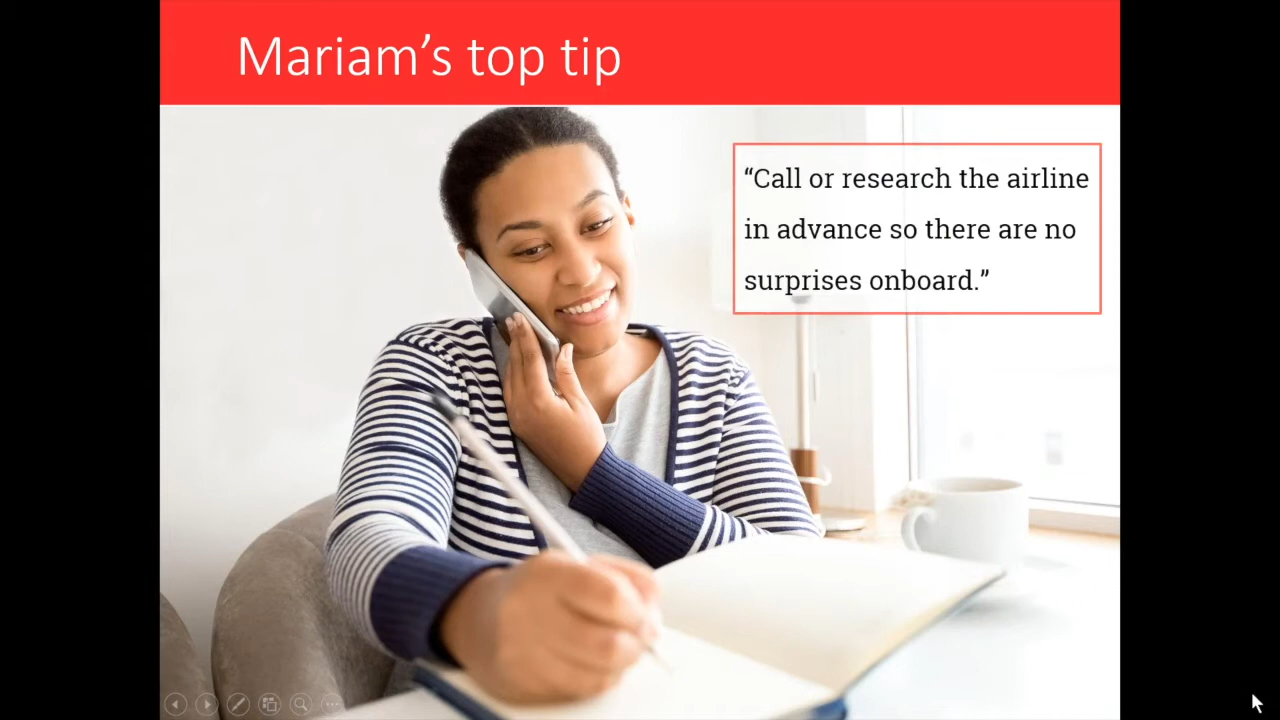 Mariam’s top tip
“Call or research the airline
in advance so there are no
surprises onboard.”